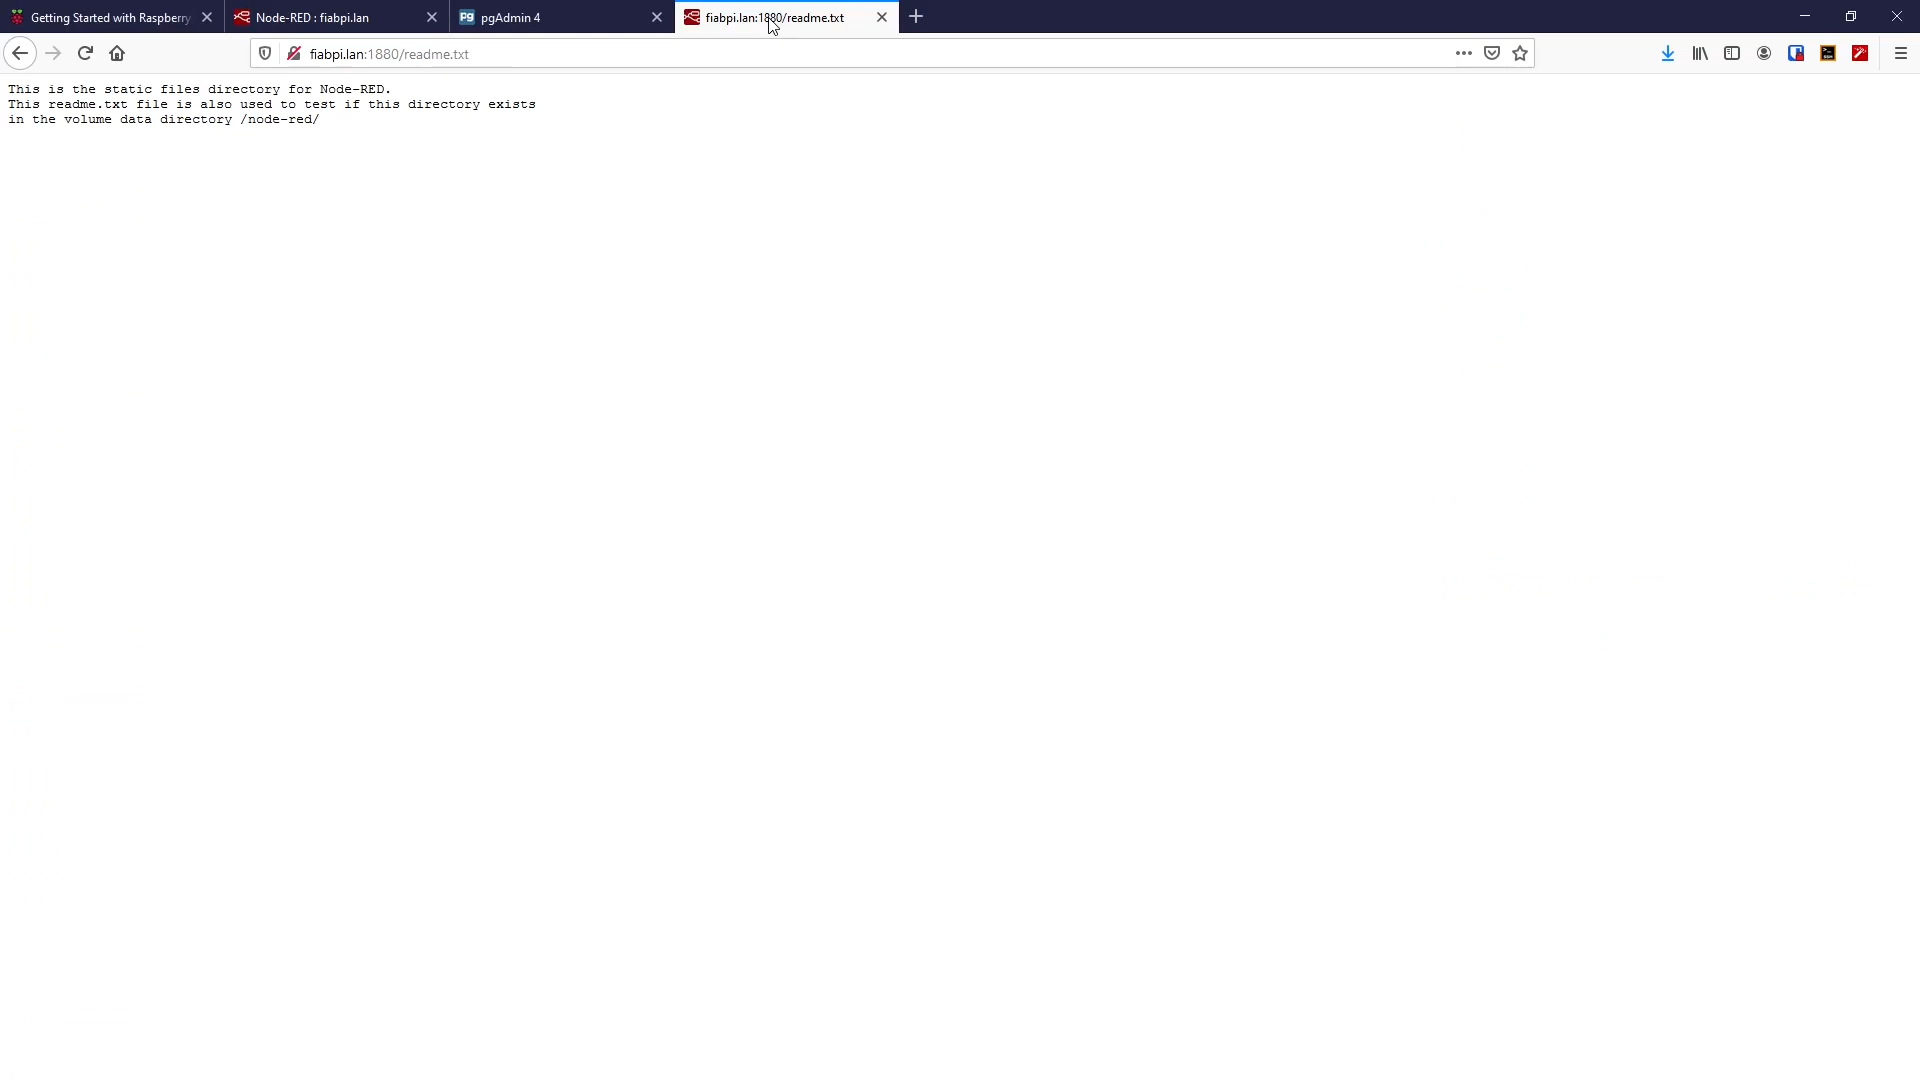 Getting Started with Raspberry
Node-RED : fiabpi.lan
pgAdmin 4
fiabpi.lan:1880/readme.txt
fiabpi.lan:1880/readme.txt
This is the static files directory for Node-RED.
This readme.txt file is also used to test if this directory exists
in the volume data directory /node-red/